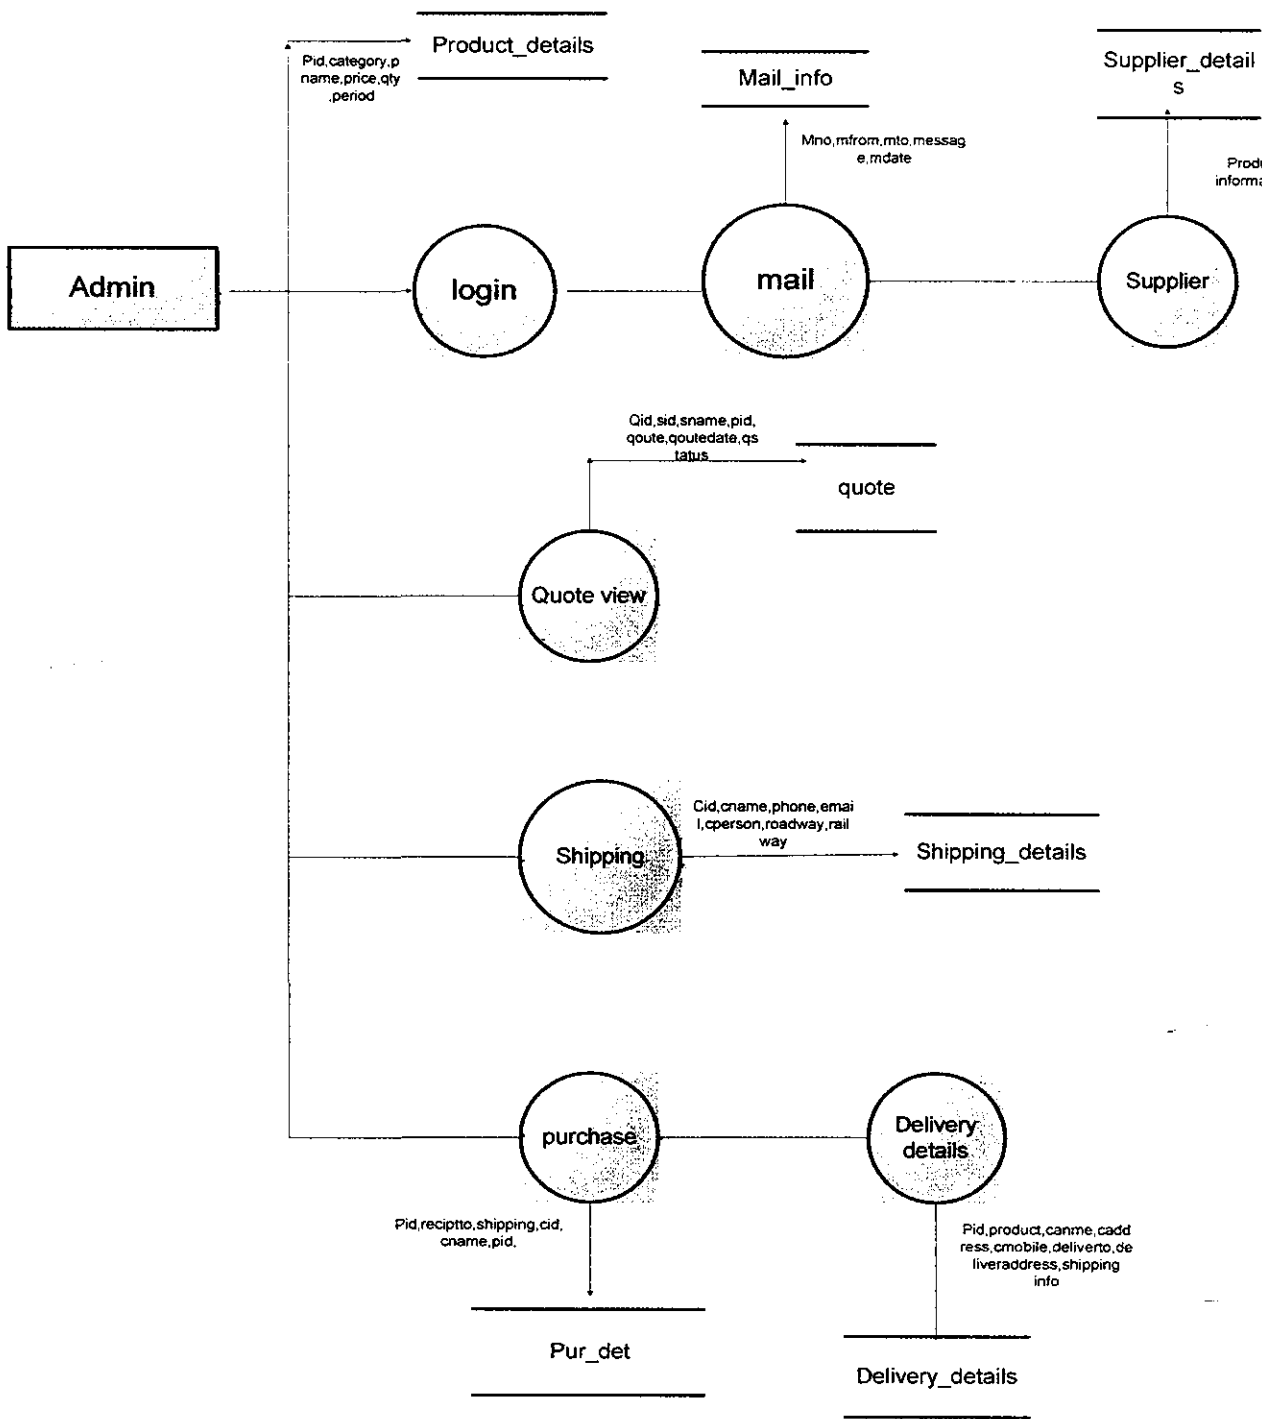 Product_details
Pid,category,p
name,price,qty
,period
Mail_info
Supplier_detail
s
Mno,mfrom,mto,messag
e,mdate
Produ
informa
Admin
login
mail
Supplier
Qid,sid,sname,pid,
qoute,qoutedate,qs
tatus
quote
Quote view
Cid,cname,phone,emai
l,cperson,roadway,rail
way
Shipping
Shipping_details
purchase
Delivery
details
Pid,reciptto,shipping,cid,
cname,pid,
Pid,product,canme,cadd
ress,cmobile,deliverto,de
liveraddress,shipping
info
Pur_det
Delivery_details